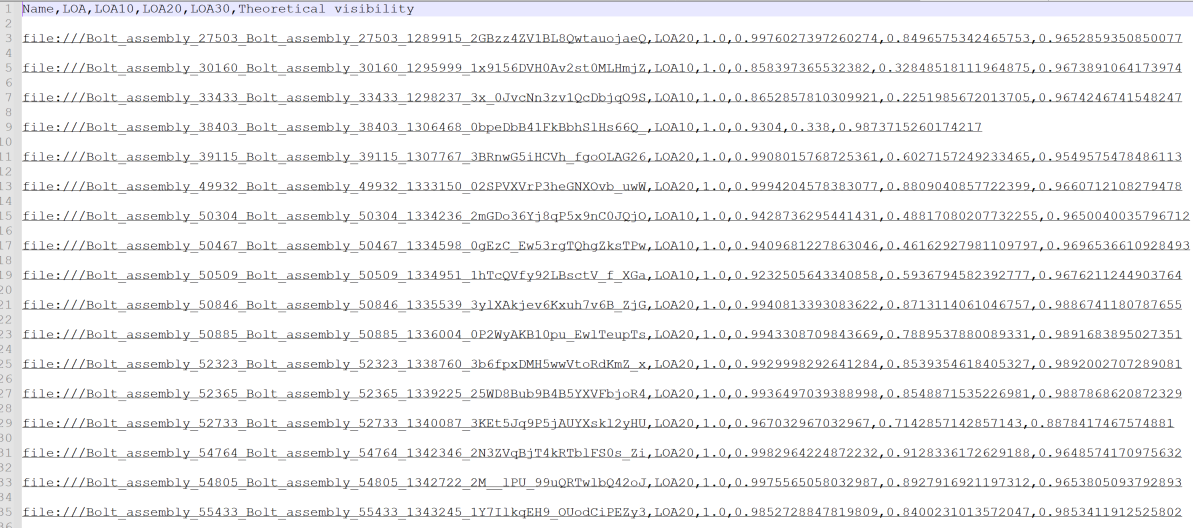 1 Name,LOA,LOA10,LOA20,LOA30,Theoretical visibility
2
3 file:///Bolt_assembly_27503_Bolt_assembly_27503_1289915_2GBzz4ZV1BL8QwtauojaeQ,LOA20,1.0,0.9976027397260274,0.8496575342465753,0.9652859350850077
4
5 file:///Bolt_assembly_30160_Bolt_assembly_30160_1295999_1x9156DVH0Av2st0MLHmjZ,LOA10,1.0,0.858397365532382,0.32848518111964875,0.9673891064173974
6
7 file:///Bolt_assembly_33433_Bolt_assembly_33433_1298237_3x_0JvcNn3zv1QcDbjqO9S,LOA10,1.0,0.8652857810309921,0.2251985672013705,0.9674246741548247
8
9 file:///Bolt_assembly_38403_Bolt_assembly_38403_1306468_0bpeDbB41FkBbhSlHs66Q_,LOA10,1.0,0.9304,0.338,0.9873715260174217
10
11 file:///Bolt_assembly_39115_Bolt_assembly_39115_1307767_3BRnwG5iHCVh_fgoOLAG26,LOA20,1.0,0.9908015768725361,0.6027157249233465,0.9549575478486113
12
13 file:///Bolt_assembly_49932_Bolt_assembly_49932_1333150_02SPVXVrP3heGNXOvb_uwW,LOA20,1.0,0.9994204578383077,0.8809040857722399,0.9660712108279478
14
15 file:///Bolt_assembly_50304_Bolt_assembly_50304_1334236_2mGDo36Yj8qP5x9nC0JQjO,LOA10,1.0,0.9428736295441431,0.48817080207732255,0.9650040035796712
16
17 file:///Bolt_assembly_50467_Bolt_assembly_50467_1334598_0gEzC_Ew53rgTQhgZksTPw,LOA10,1.0,0.9409681227863046,0.46162927981109797,0.9696536610928493
18
19 file:///Bolt_assembly_50509_Bolt_assembly_50509_1334951_1hTcQVfy92LBsctV_f_XGa,LOA10,1.0,0.9232505643340858,0.5936794582392777,0.9676211244903764
20
21 file:///Bolt_assembly_50846_Bolt_assembly_50846_1335539_3ylXAkjev6Kxuh7v6B_ZjG,LOA20,1.0,0.9940813393083622,0.8713114061046757,0.9886741180787655
22
23 file:///Bolt_assembly_50885_Bolt_assembly_50885_1336004_0P2WyAKB10pu_EwlTeupTs,LOA20,1.0,0.9943308709843669,0.7889537880089331,0.9891683895027351
24
25 file:///Bolt_assembly_52323_Bolt_assembly_52323_1338760_3b6fpxDMH5wwVtoRdKmZ_x,LOA20,1.0,0.9929998292641284,0.8539354618405327,0.9892002707289081
26
27 file:///Bolt_assembly_52365_Bolt_assembly_52365_1339225_25WD8Bub9B4B5YXVFbjoR4,LOA20,1.0,0.9936497039388998,0.8548871535226981,0.9887868620872329
28
29 file:///Bolt_assembly_52733_Bolt_assembly_52733_1340087_3KEt5Jq9P5jAUYXskl2yHU,LOA20,1.0,0.967032967032967,0.7142857142857143,0.8878417467574881
30
31 file:///Bolt_assembly_54764_Bolt_assembly_54764_1342346_2N3ZVqBjT4kRTblFS0s_Zi,LOA20,1.0,0.9982964224872232,0.9128336172629188,0.9648574170975632
32
33 file:///Bolt_assembly_54805_Bolt_assembly_54805_1342722_2M__lPU_99uQRTwlbQ42oJ,LOA20,1.0,0.9975565058032987,0.8927916921197312,0.9653805093792893
34
35 file:///Bolt_assembly_55433_Bolt_assembly_55433_1343245_1Y7IlkqEH9_OUodCiPEZy3,LOA20,1.0,0.9852728847819809,0.8400231013572047,0.9853411912525802